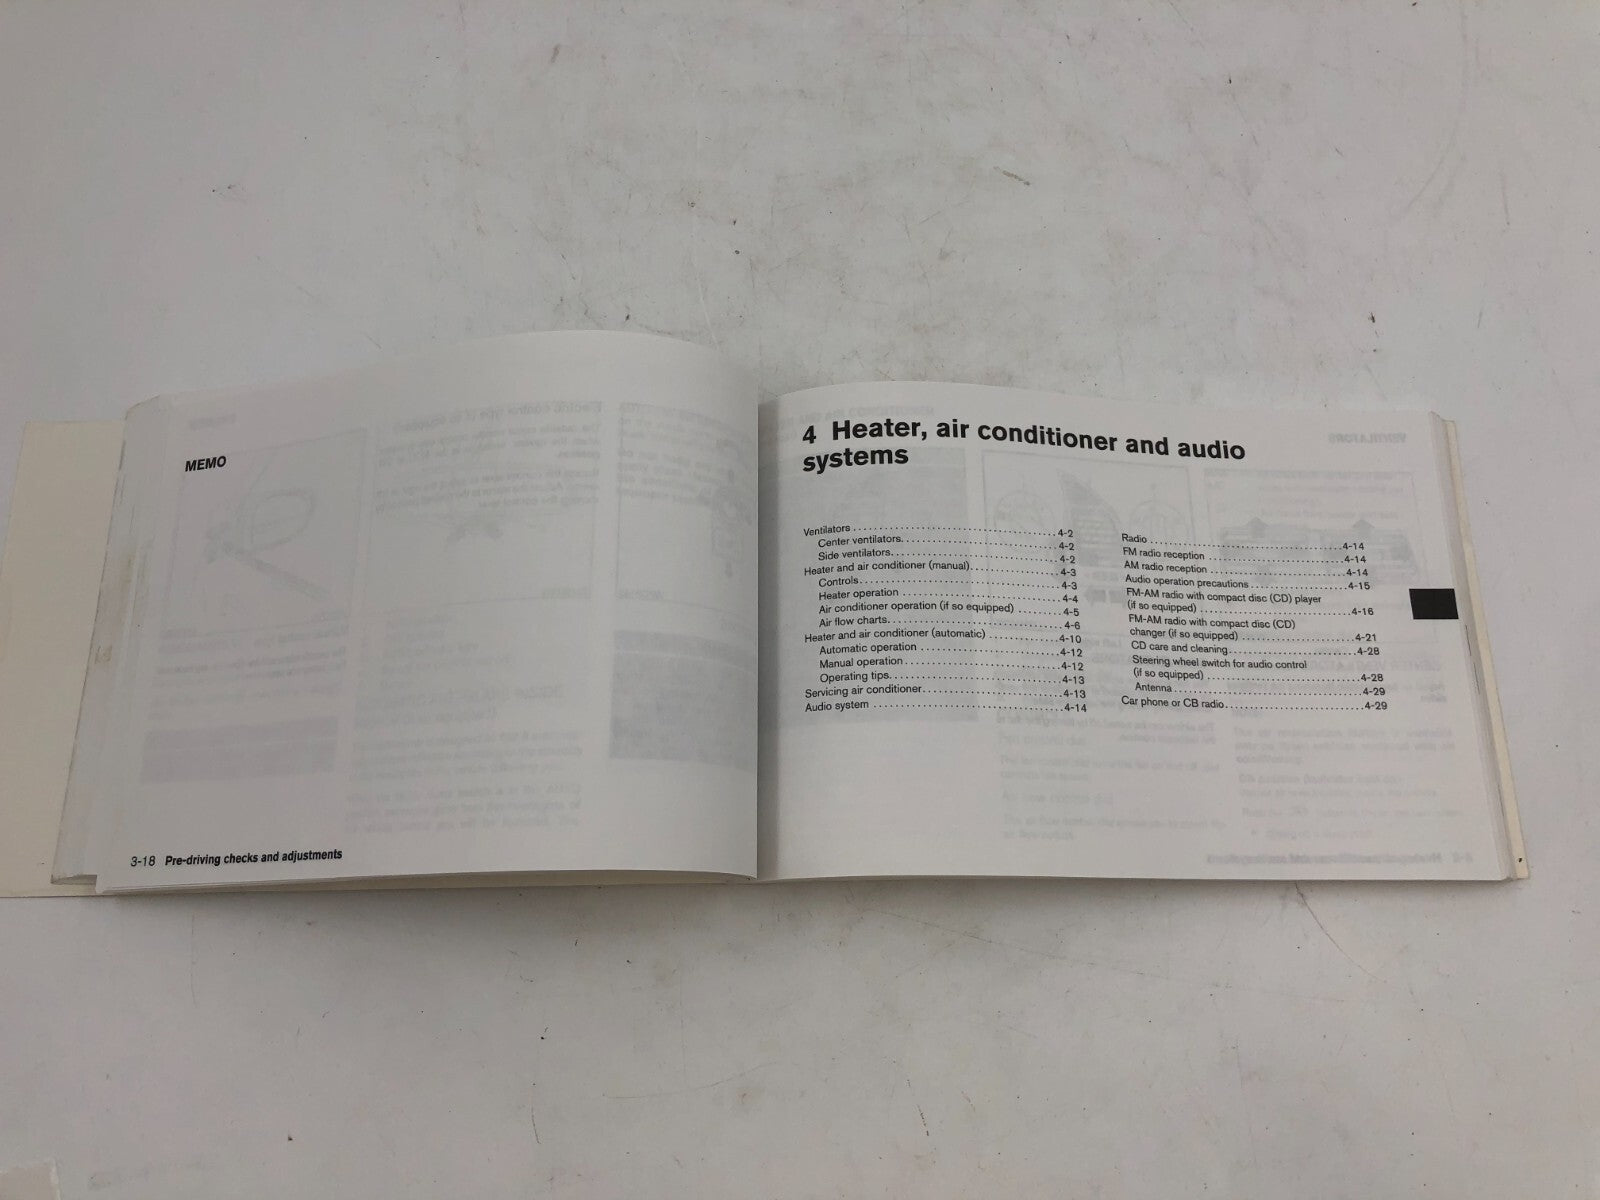 MEMO
3-18 Pre-driving checks and adjustments
4 Heater, air conditioner and audio
systems
Ventilators ........ 4-2
Center ventilators ........ 4-2
Side ventilators ........ 4-2
Heater and air conditioner (manual) ........ 4-3
Controls ........ 4-3
Heater operation ........ 4-4
Air conditioner operation (if so equipped) ........ 4-5
Air flow charts ........ 4-6
Heater and air conditioner (automatic) ........ 4-10
Automatic operation ........ 4-12
Manual operation ........ 4-12
Operating tips ........ 4-13
Servicing air conditioner ........ 4-13
Audio system ........ 4-14
Radio ........ 4-14
FM radio reception ........ 4-14
AM radio reception ........ 4-14
Audio operation precautions ........ 4-15
FM-AM radio with compact disc (CD) player
(if so equipped) ........ 4-16
FM-AM radio with compact disc (CD)
changer (if so equipped) ........ 4-21
CD care and cleaning ........ 4-28
Steering wheel switch for audio control
(if so equipped) ........ 4-28
Antenna ........ 4-29
Car phone or CB radio ........ 4-29